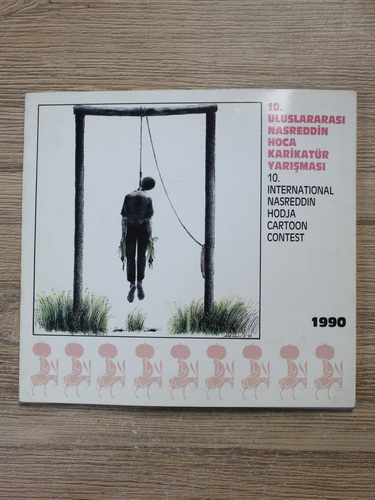 10.
ULUSLARARASI
NASREDDİN
HOCA
KARİKATÜR
YARIŞMASI
10.
INTERNATIONAL
NASREDDIN
HODJA
CARTOON
CONTEST
1990